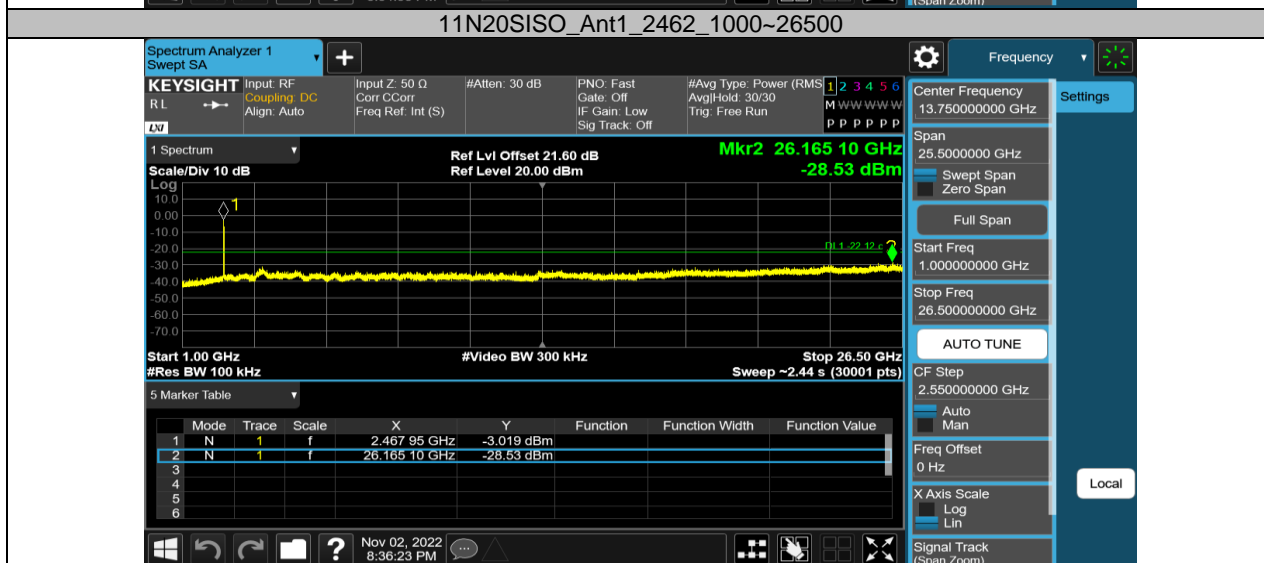 (Span Zoom)
11N20SISO_Ant1_2462_1000~26500
Spectrum Analyzer 1
Swept SA
Frequency
KEYSIGHT
R L
LXI
Input: RF
Coupling: DC
Align: Auto
Input Z: 50 Ω
Corr CCorr
Freq Ref: Int (S)
#Atten: 30 dB
PNO: Fast
Gate: Off
IF Gain: Low
Sig Track: Off
#Avg Type: Power (RMS
Avg|Hold: 30/30
Trig: Free Run
1 2 3 4 5 6
M W W W W W
P P P P P P
1 Spectrum
Scale/Div 10 dB
Ref Lvl Offset 21.60 dB
Ref Level 20.00 dBm
Mkr2 26.165 10 GHz
-28.53 dBm
Log
10.0
0.00
-10.0
-20.0
-30.0
-40.0
-50.0
-60.0
-70.0
1
DL1 -22.12 c
2
Start 1.00 GHz
#Res BW 100 kHz
#Video BW 300 kHz
Stop 26.50 GHz
Sweep ~2.44 s (30001 pts)
5 Marker Table
Mode Trace Scale X Y Function Function Width Function Value
1 N 1 f 2.467 95 GHz -3.019 dBm
2 N 1 f 26.165 10 GHz -28.53 dBm
3
4
5
6
?
Nov 02, 2022
8:36:23 PM
Center Frequency
13.750000000 GHz
Span
25.5000000 GHz
Swept Span
Zero Span
Full Span
Start Freq
1.000000000 GHz
Stop Freq
26.500000000 GHz
AUTO TUNE
CF Step
2.550000000 GHz
Auto
Man
Freq Offset
0 Hz
X Axis Scale
Log
Lin
Signal Track
(Span Zoom)
Settings
Local